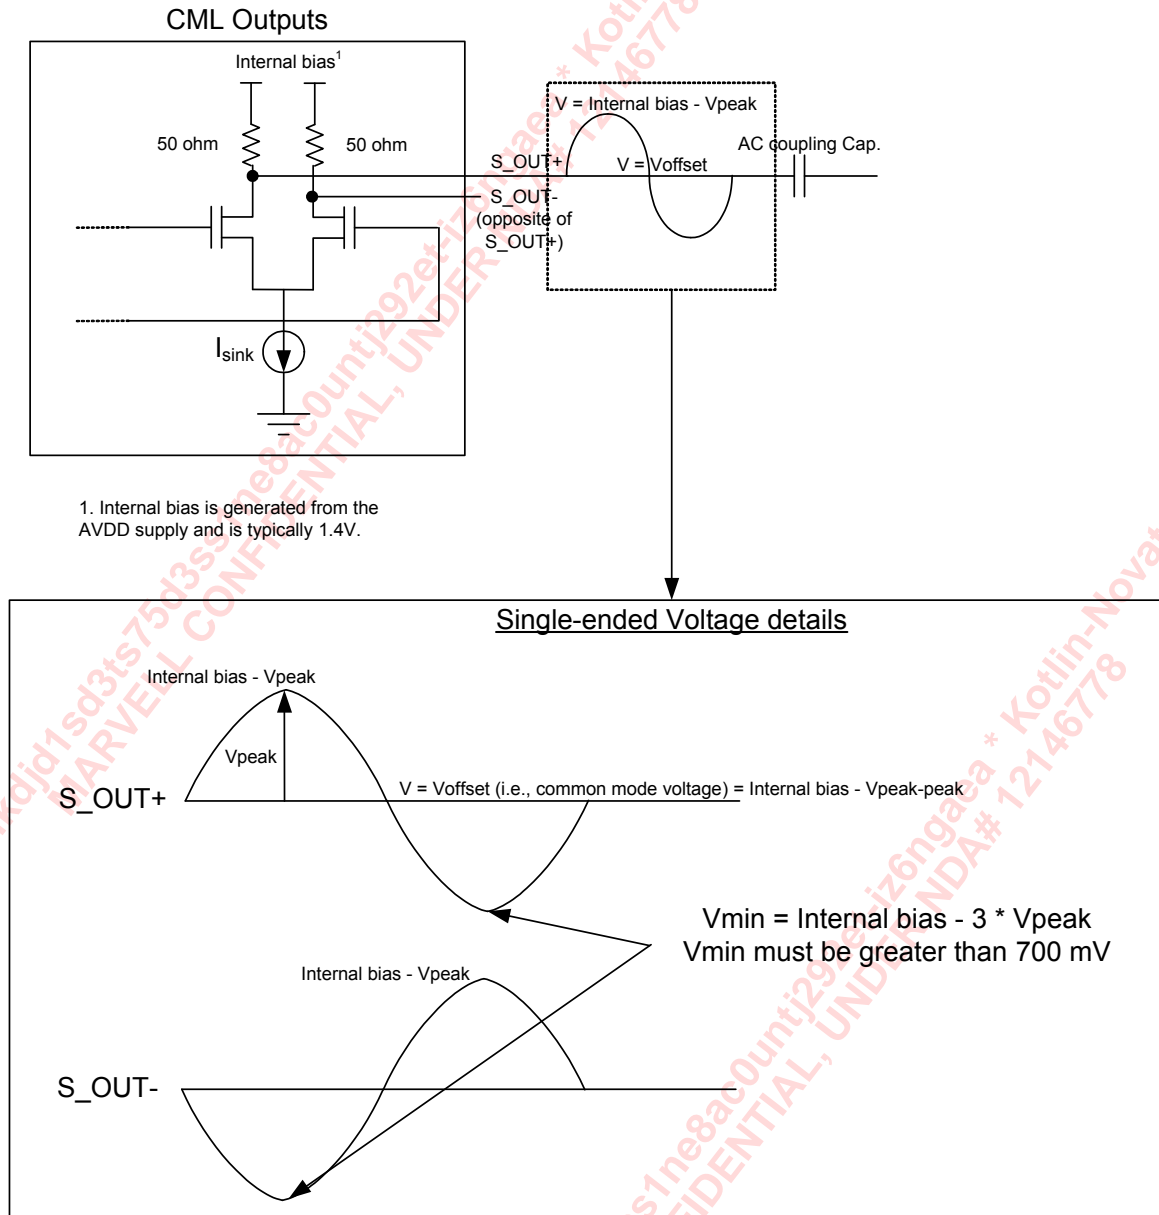 CML Outputs
Internal bias1
50 ohm
50 ohm
V = Internal bias - Vpeak
AC coupling Cap.
S_OUT+
V = Voffset
S_OUT-
(opposite of
S_OUT+)
Isink
1. Internal bias is generated from the
AVDD supply and is typically 1.4V.
Single-ended Voltage details
Internal bias - Vpeak
Vpeak
S_OUT+
V = Voffset (i.e., common mode voltage) = Internal bias - Vpeak-peak
Vmin = Internal bias - 3 * Vpeak
Vmin must be greater than 700 mV
Internal bias - Vpeak
S_OUT-
MARVELL CONFIDENTIAL, UNDER NDA# 12146778